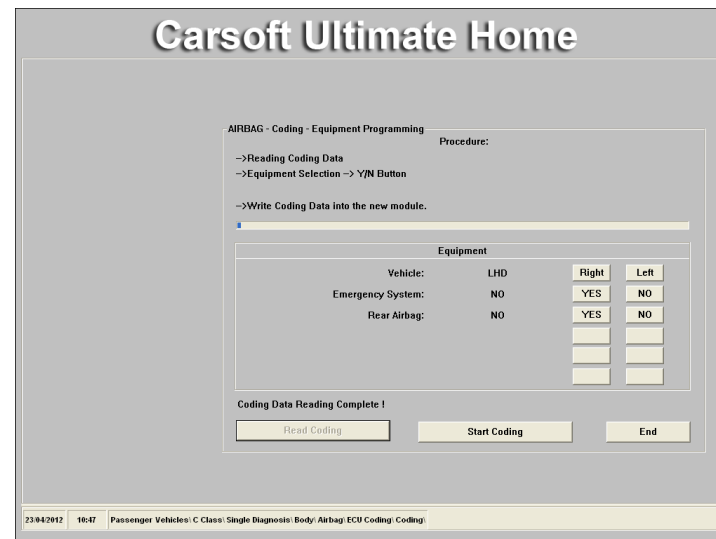 Carsoft Ultimate Home
AIRBAG - Coding - Equipment Programming
Procedure:
-->Reading Coding Data
-->Equipment Selection --> Y/N Button
-->Write Coding Data into the new module.
Equipment
Vehicle: LHD Right Left
Emergency System: NO YES NO
Rear Airbag: NO YES NO
Coding Data Reading Complete !
Read Coding Start Coding End
23/04/2012 10:47 Passenger Vehicles\ C Class\ Single Diagnosis\ Body\ Airbag\ ECU Coding\ Coding\